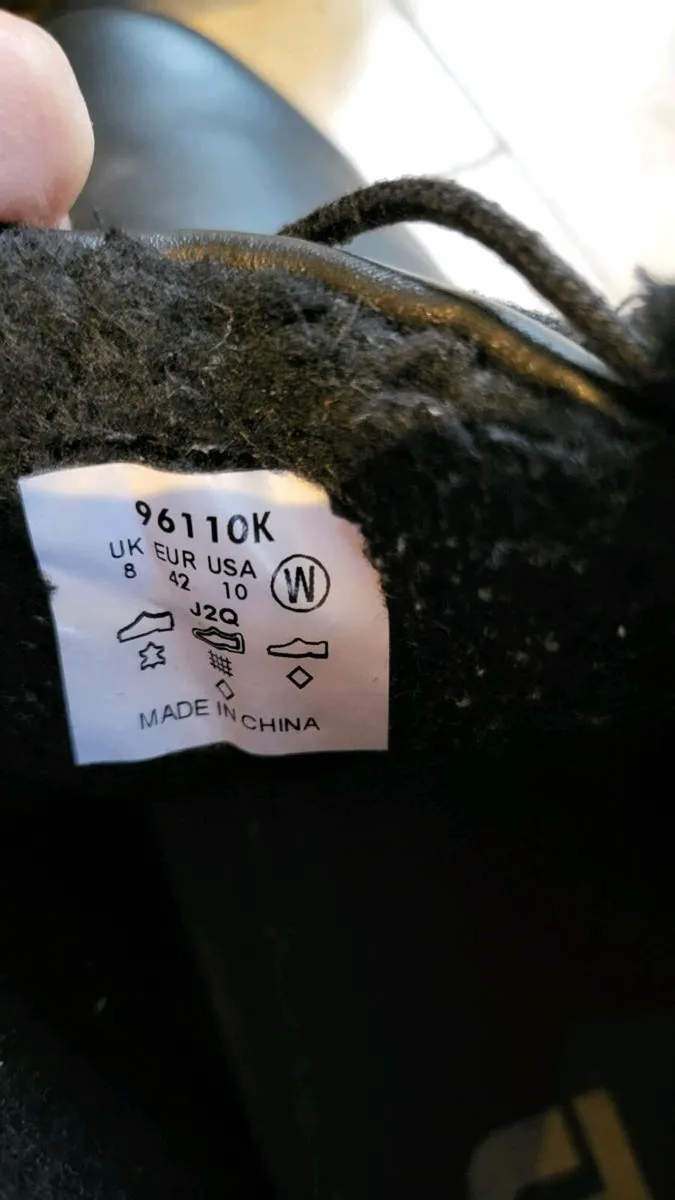 96110K
UK EUR USA
8 42 10
W
J2Q
MADE IN CHINA